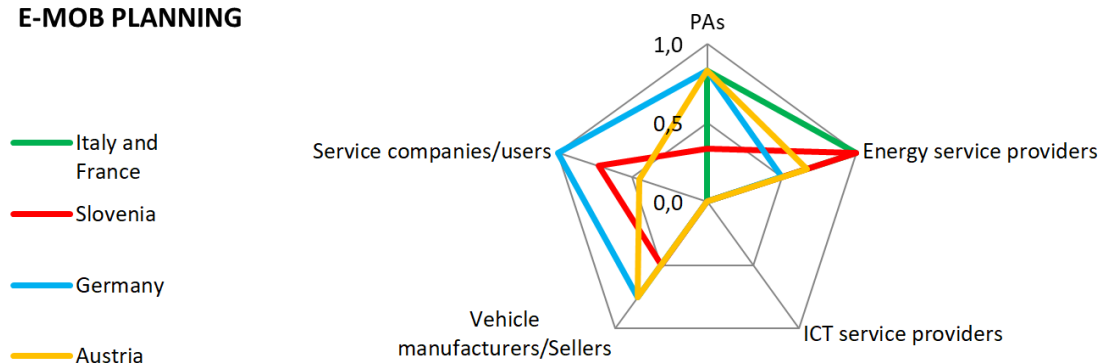 E-MOB PLANNING
PAs
1,0
0,5
0,0
Italy and
France
Slovenia
Germany
Austria
Service companies/users
Energy service providers
Vehicle
manufacturers/Sellers
ICT service providers